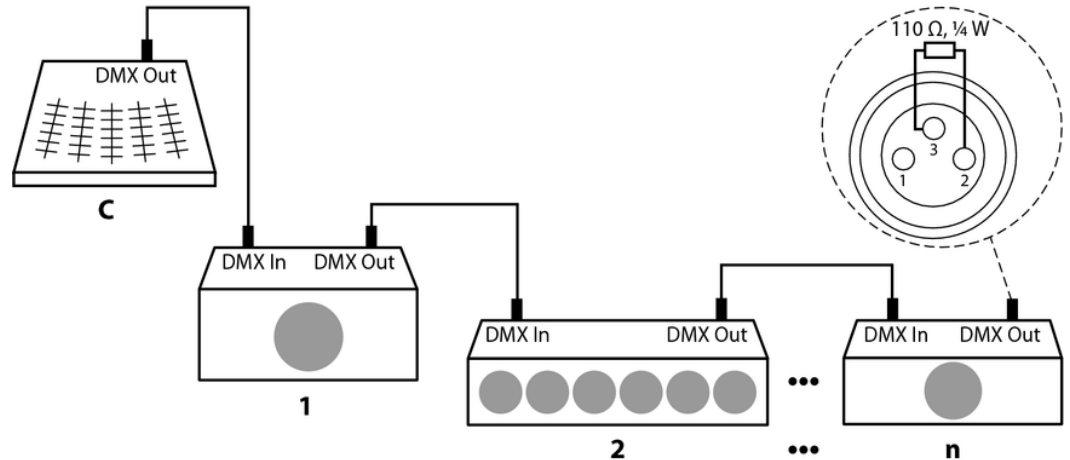 110 Ω, ¼ W
3
1
2
DMX Out
C
DMX In
DMX Out
1
DMX In
DMX Out
2
•••
•••
DMX In
DMX Out
n